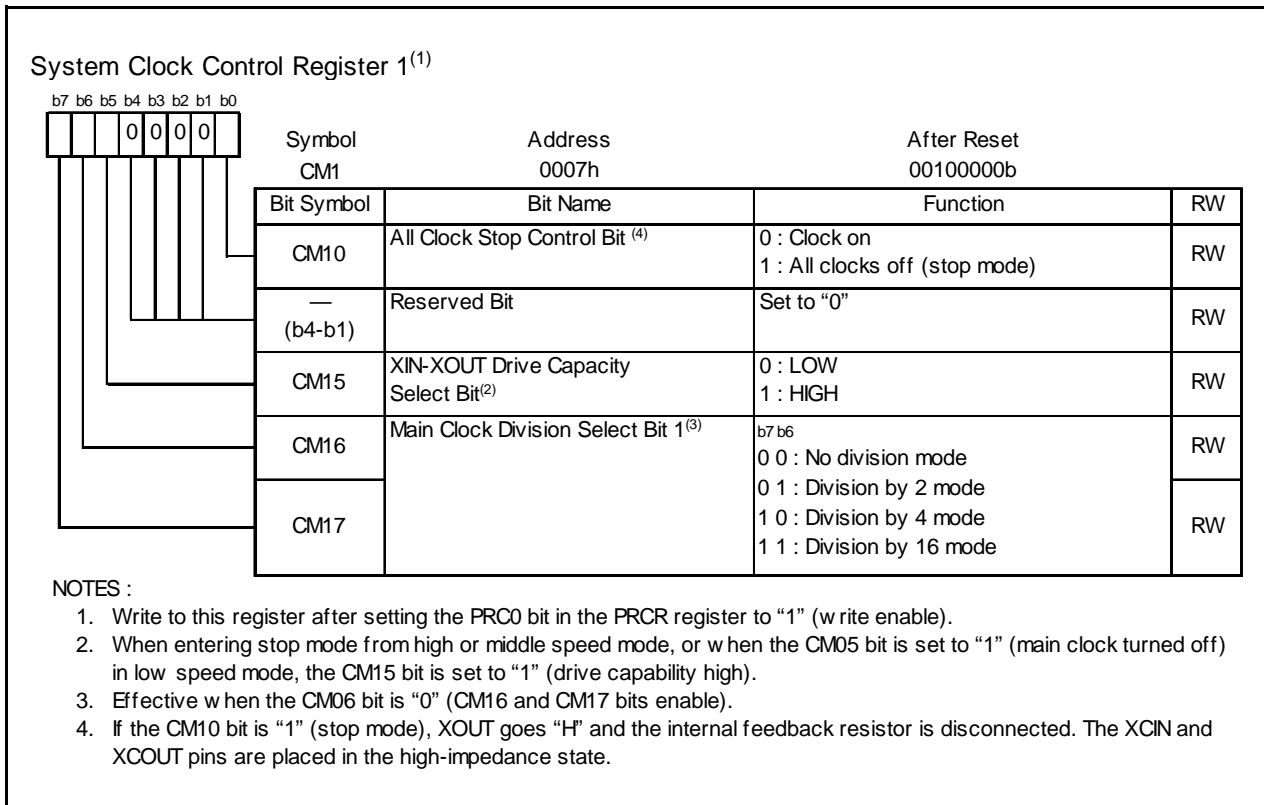 System Clock Control Register 1(1)
b7 b6 b5 b4 b3 b2 b1 b0
0 0 0 0
Symbol Address After Reset
CM1 0007h 00100000b
Bit Symbol Bit Name Function RW
CM10 All Clock Stop Control Bit (4) 0 : Clock on RW
1 : All clocks off (stop mode)
— Reserved Bit Set to “0” RW
(b4-b1)
CM15 XIN-XOUT Drive Capacity 0 : LOW RW
Select Bit(2) 1 : HIGH
CM16 Main Clock Division Select Bit 1(3) b7 b6 RW
0 0 : No division mode
0 1 : Division by 2 mode
CM17 1 0 : Division by 4 mode RW
1 1 : Division by 16 mode
NOTES :
1. Write to this register after setting the PRC0 bit in the PRCR register to “1” (write enable).
2. When entering stop mode from high or middle speed mode, or when the CM05 bit is set to “1” (main clock turned off)
in low speed mode, the CM15 bit is set to “1” (drive capability high).
3. Effective when the CM06 bit is “0” (CM16 and CM17 bits enable).
4. If the CM10 bit is “1” (stop mode), XOUT goes “H” and the internal feedback resistor is disconnected. The XCIN and
XCOUT pins are placed in the high-impedance state.